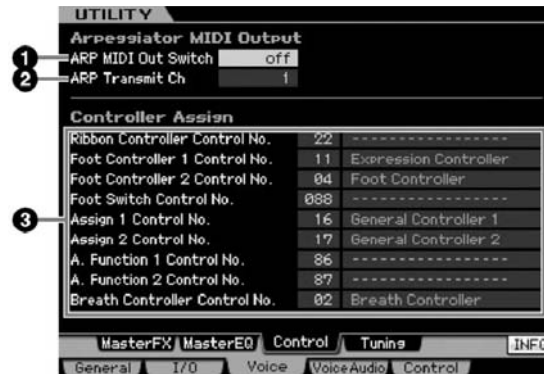 UTILITY
Arpeggiator MIDI Output
1 ARP MIDI Out Switch off
2 ARP Transmit Ch 1
Controller Assign
Ribbon Controller Control No. 22 -----------------
Foot Controller 1 Control No. 11 Expression Controller
Foot Controller 2 Control No. 04 Foot Controller
Foot Switch Control No. 088 -----------------
3 Assign 1 Control No. 16 General Controller 1
Assign 2 Control No. 17 General Controller 2
A. Function 1 Control No. 86 -----------------
A. Function 2 Control No. 87 -----------------
Breath Controller Control No. 02 Breath Controller
MasterFX MasterEQ Control Tuning INFO
General I/O Voice VoiceAudio Control